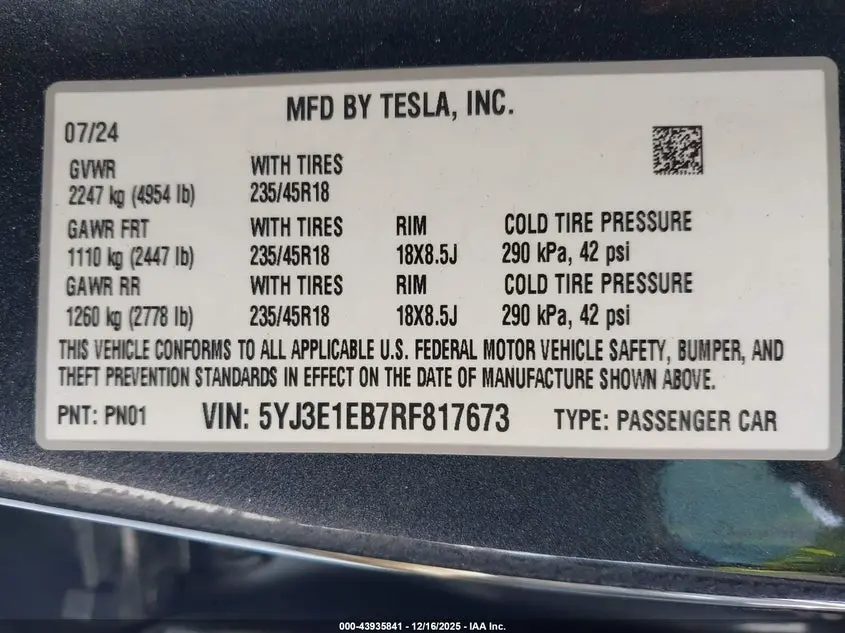 MFD BY TESLA, INC.
07/24
GVWR WITH TIRES
2247 kg (4954 lb) 235/45R18
GAWR FRT WITH TIRES RIM COLD TIRE PRESSURE
1110 kg (2447 lb) 235/45R18 18X8.5J 290 kPa, 42 psi
GAWR RR WITH TIRES RIM COLD TIRE PRESSURE
1260 kg (2778 lb) 235/45R18 18X8.5J 290 kPa, 42 psi
THIS VEHICLE CONFORMS TO ALL APPLICABLE U.S. FEDERAL MOTOR VEHICLE SAFETY, BUMPER, AND
THEFT PREVENTION STANDARDS IN EFFECT ON THE DATE OF MANUFACTURE SHOWN ABOVE.
PNT: PN01 VIN: 5YJ3E1EB7RF817673 TYPE: PASSENGER CAR
000-43935841 - 12/16/2025 - IAA Inc.